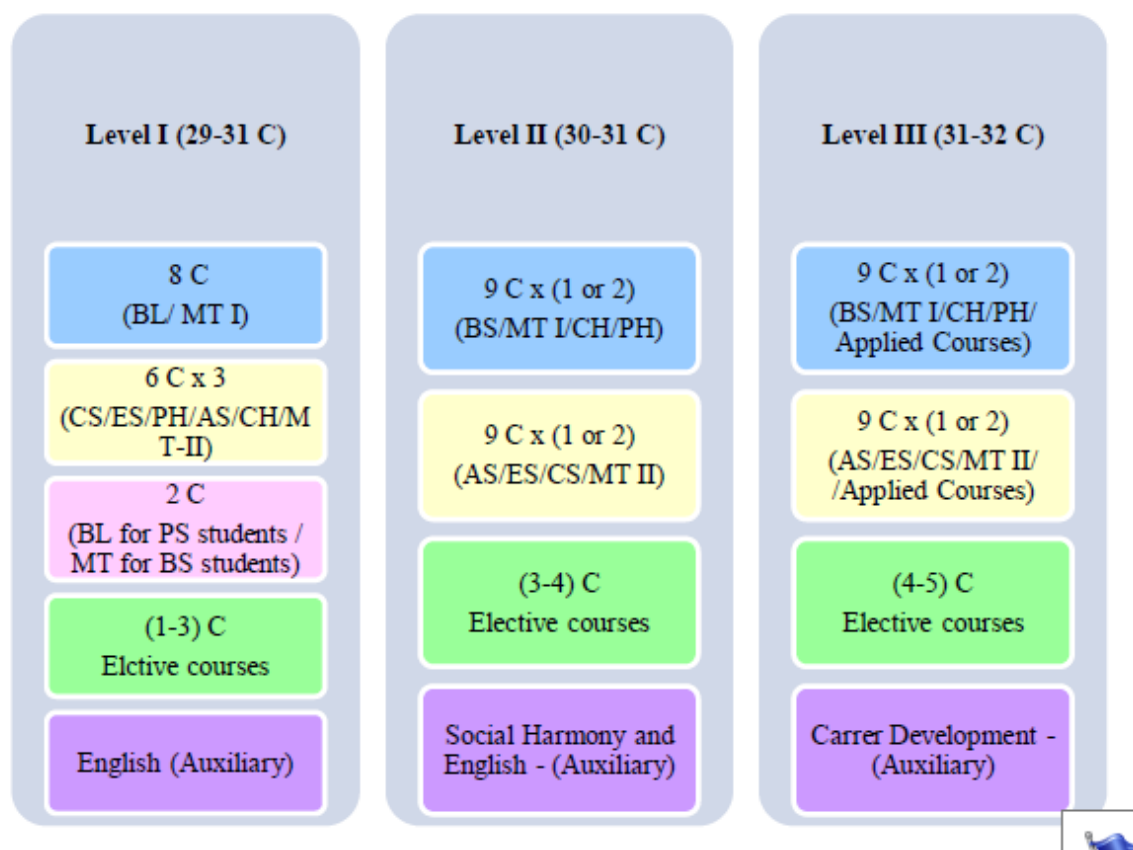 Level I (29-31 C)
8 C
(BL/ MT I)
6 C x 3
(CS/ES/PH/AS/CH/M
T-II)
2 C
(BL for PS students /
MT for BS students)
(1-3) C
Elctive courses
English (Auxiliary)
Level II (30-31 C)
9 C x (1 or 2)
(BS/MT I/CH/PH)
9 C x (1 or 2)
(AS/ES/CS/MT II)
(3-4) C
Elective courses
Social Harmony and
English - (Auxiliary)
Level III (31-32 C)
9 C x (1 or 2)
(BS/MT I/CH/PH/
Applied Courses)
9 C x (1 or 2)
(AS/ES/CS/MT II/
/Applied Courses)
(4-5) C
Elective courses
Carrer Development -
(Auxiliary)